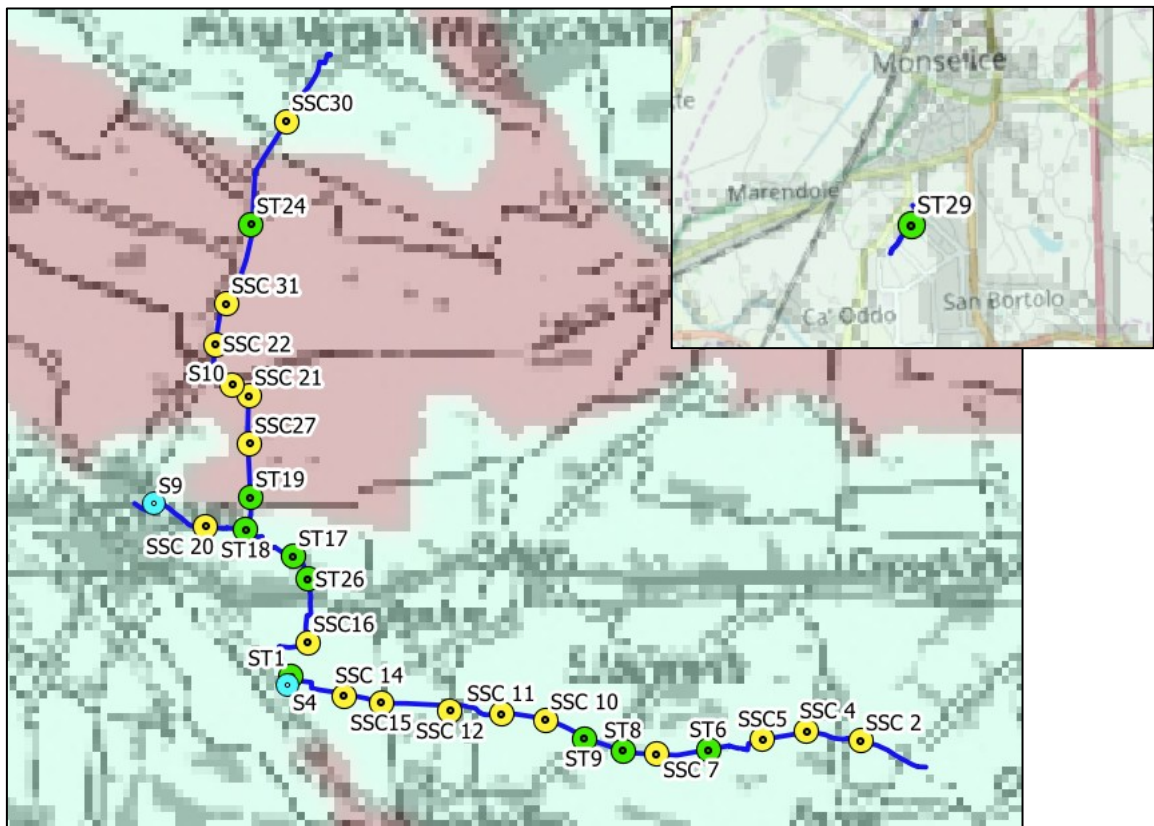 SSC30
ST24
SSC 31
SSC 22
S10
SSC 21
SSC27
ST19
S9
SSC 20
ST18
ST17
ST26
SSC16
ST1
S4
SSC 14
SSC15
SSC 12
SSC 11
SSC 10
ST9
ST8
SSC 7
ST6
SSC5
SSC 4
SSC 2
Monselice
Marendole
ST29
Ca' Oddo
San Bortolo